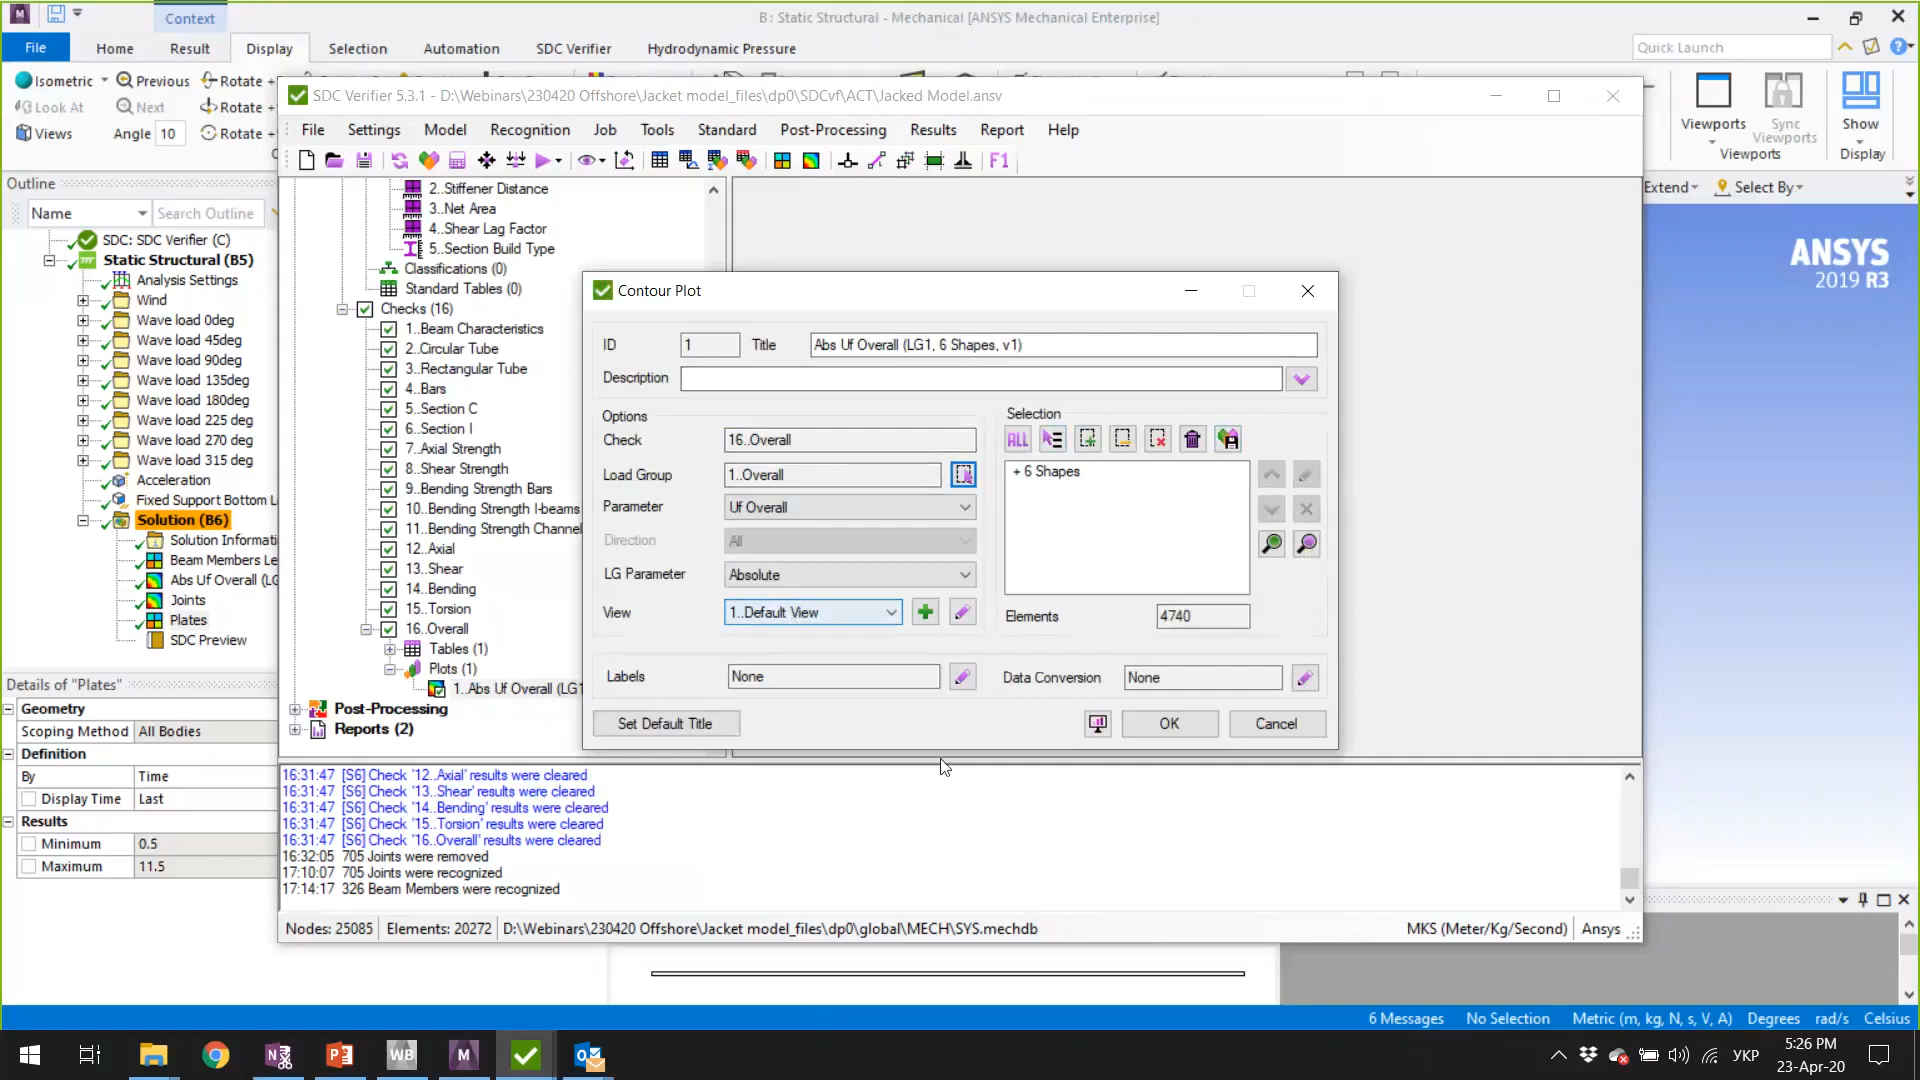 Context
B : Static Structural - Mechanical [ANSYS Mechanical Enterprise]
File
Home
Result
Display
Selection
Automation
SDC Verifier
Hydrodynamic Pressure
Quick Launch
Isometric
Previous
Rotate +
Look At
Next
Rotate +
Views
Angle
10
Rotate +
Viewports
Sync
Viewports
Show
Viewports
Display
Extend
Select By
SDC Verifier 5.3.1 - D:\Webinars\230420 Offshore\Jacket model_files\dp0\SDCvf\ACT\Jacked Model.ansv
File
Settings
Model
Recognition
Job
Tools
Standard
Post-Processing
Results
Report
Help
F1
Outline
Name
Search Outline
SDC: SDC Verifier (C)
Static Structural (B5)
Analysis Settings
Wind
Wave load 0deg
Wave load 45deg
Wave load 90deg
Wave load 135deg
Wave load 180deg
Wave load 225 deg
Wave load 270 deg
Wave load 315 deg
Acceleration
Fixed Support Bottom L
Solution (B6)
Solution Informati
Beam Members Le
Abs Uf Overall (LG
Joints
Plates
SDC Preview
Details of "Plates"
Geometry
Scoping Method
All Bodies
Definition
By
Time
Display Time
Last
Results
Minimum
0.5
Maximum
11.5
2..Stiffener Distance
3..Net Area
4..Shear Lag Factor
5..Section Build Type
Classifications (0)
Standard Tables (0)
Checks (16)
1..Beam Characteristics
2..Circular Tube
3..Rectangular Tube
4..Bars
5..Section C
6..Section I
7..Axial Strength
8..Shear Strength
9..Bending Strength Bars
10..Bending Strength I-beams
11..Bending Strength Channel
12..Axial
13..Shear
14..Bending
15..Torsion
16..Overall
Tables (1)
Plots (1)
1..Abs Uf Overall (LG1
Post-Processing
Reports (2)
Contour Plot
ID
1
Title
Abs Uf Overall (LG1, 6 Shapes, v1)
Description
Options
Check
16..Overall
Load Group
1..Overall
Parameter
Uf Overall
Direction
All
LG Parameter
Absolute
View
1..Default View
Selection
ALL
+ 6 Shapes
Elements
4740
Labels
None
Data Conversion
None
Set Default Title
OK
Cancel
16:31:47 [S6] Check '12..Axial' results were cleared
16:31:47 [S6] Check '13..Shear' results were cleared
16:31:47 [S6] Check '14..Bending' results were cleared
16:31:47 [S6] Check '15..Torsion' results were cleared
16:31:47 [S6] Check '16..Overall' results were cleared
16:32:05 705 Joints were removed
17:10:07 705 Joints were recognized
17:14:17 326 Beam Members were recognized
Nodes: 25085
Elements: 20272
D:\Webinars\230420 Offshore\Jacket model_files\dp0\global\MECH\SYS.mechdb
MKS (Meter/Kg/Second)
Ansys
ANSYS
2019 R3
6 Messages
No Selection
Metric (m, kg, N, s, V, A)
Degrees
rad/s
Celsius
УКР
5:26 PM
23-Apr-20